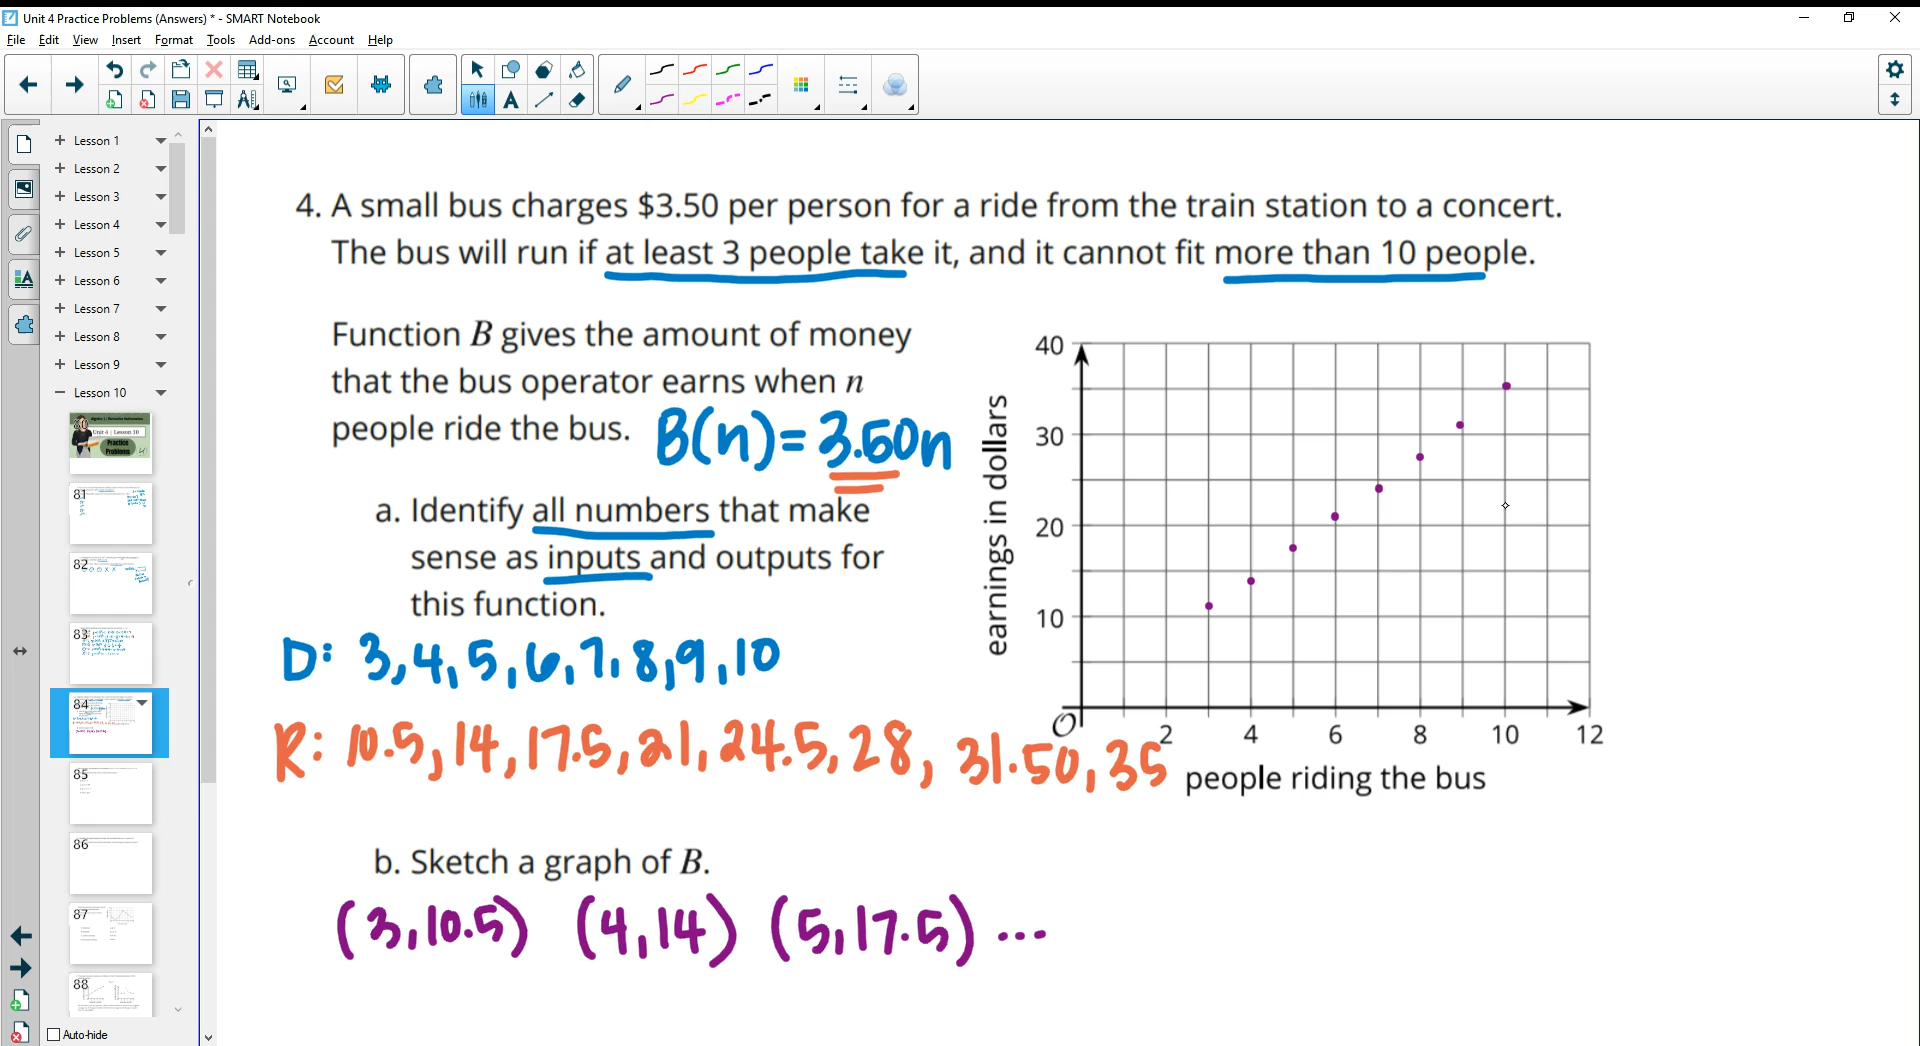 Unit 4 Practice Problems (Answers) * - SMART Notebook
File Edit View Insert Format Tools Add-ons Account Help
Lesson 1
Lesson 2
Lesson 3
Lesson 4
Lesson 5
Lesson 6
Lesson 7
Lesson 8
Lesson 9
Lesson 10
Unit 4 | Lesson 10
Practice
Problems
81
82
83
84
85
86
87
88
Auto-hide
4. A small bus charges $3.50 per person for a ride from the train station to a concert.
The bus will run if at least 3 people take it, and it cannot fit more than 10 people.
Function B gives the amount of money
that the bus operator earns when n
people ride the bus. B(n)=3.50n
a. Identify all numbers that make
sense as inputs and outputs for
this function.
D: 3,4,5,6,7,8,9,10
R: 10.5,14,17.5,21,24.5,28,31.50,35
b. Sketch a graph of B.
(3,10.5) (4,14) (5,17.5) ...
earnings in dollars
40
30
20
10
O 2 4 6 8 10 12
people riding the bus